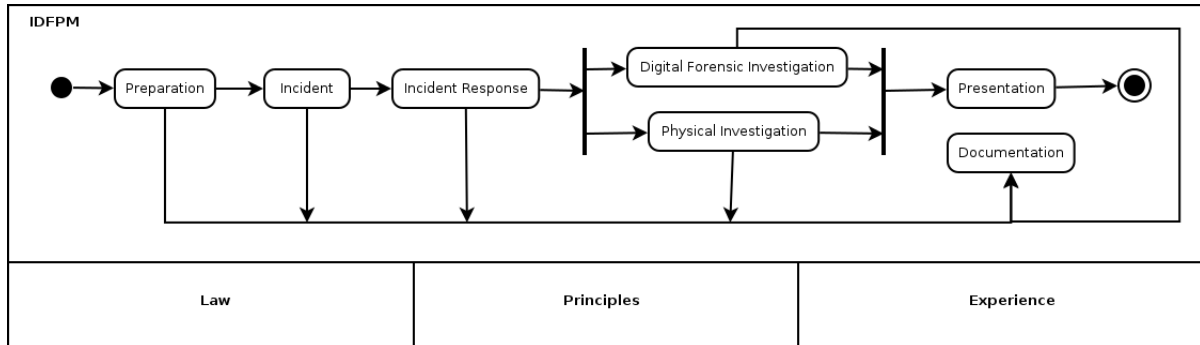 IDFPM
Preparation
Incident
Incident Response
Digital Forensic Investigation
Physical Investigation
Presentation
Documentation
Law
Principles
Experience